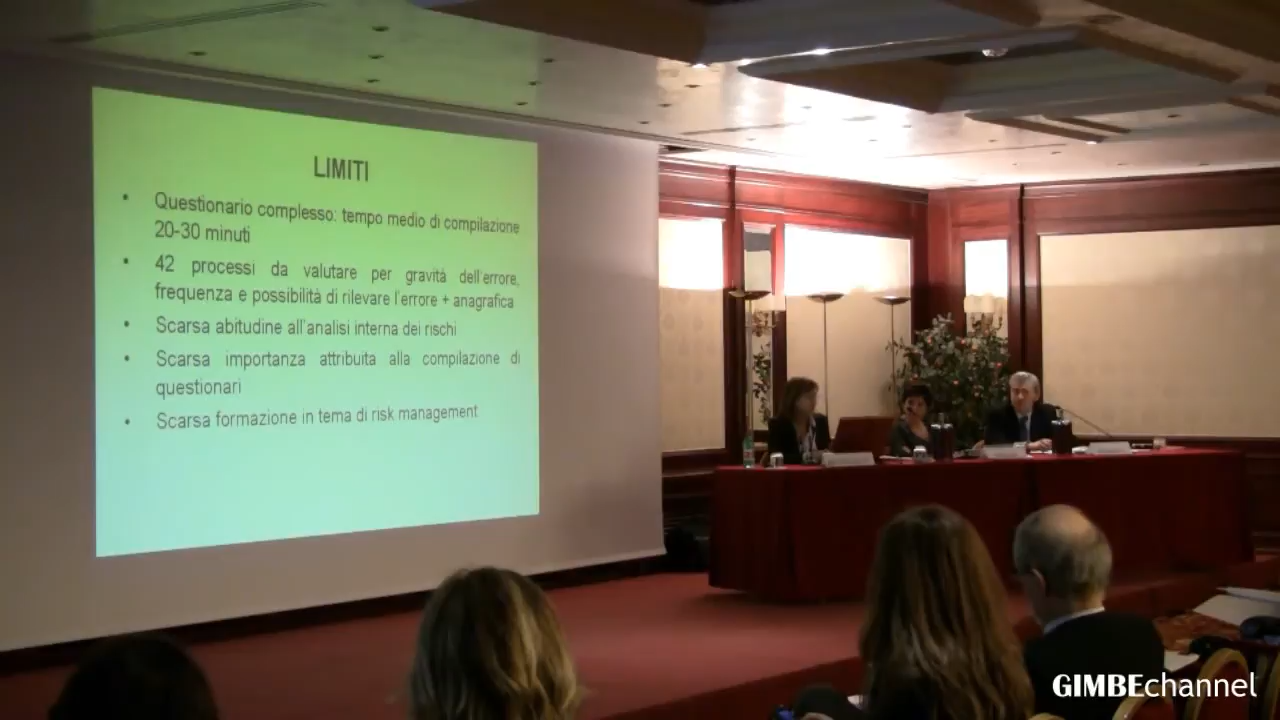 LIMITI
• Questionario complesso: tempo medio di compilazione
20-30 minuti
• 42 processi da valutare per gravità dell'errore,
frequenza e possibilità di rilevare l'errore + anagrafica
• Scarsa abitudine all'analisi interna dei rischi
• Scarsa importanza attribuita alla compilazione di
questionari
• Scarsa formazione in tema di risk management
GIMBEchannel